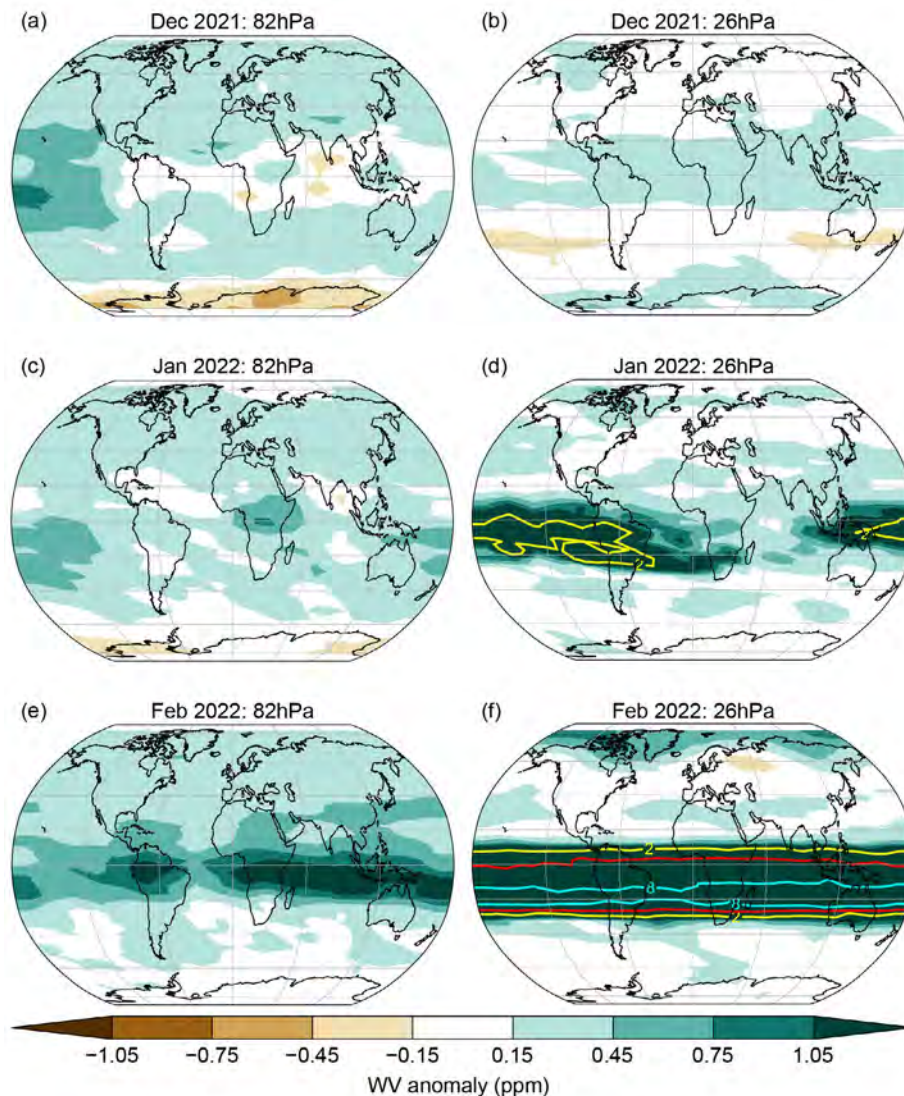 (a) Dec 2021: 82hPa
(b) Dec 2021: 26hPa
(c) Jan 2022: 82hPa
(d) Jan 2022: 26hPa
2
2
(e) Feb 2022: 82hPa
(f) Feb 2022: 26hPa
2
8
8
2
−1.05 −0.75 −0.45 −0.15 0.15 0.45 0.75 1.05
WV anomaly (ppm)